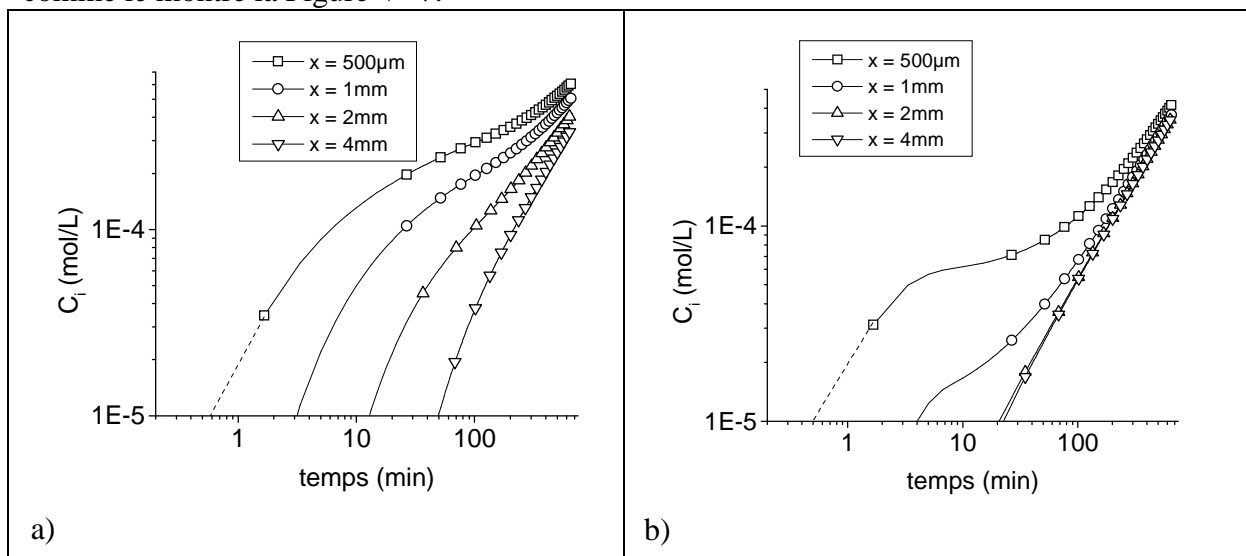 comme le montre la Figure V
x = 500µm
x = 1mm
x = 2mm
x = 4mm
1E-4
1E-5
C_i (mol/L)
1
10
100
temps (min)
a)
x = 500µm
x = 1mm
x = 2mm
x = 4mm
1E-4
1E-5
C_i (mol/L)
1
10
100
temps (min)
b)